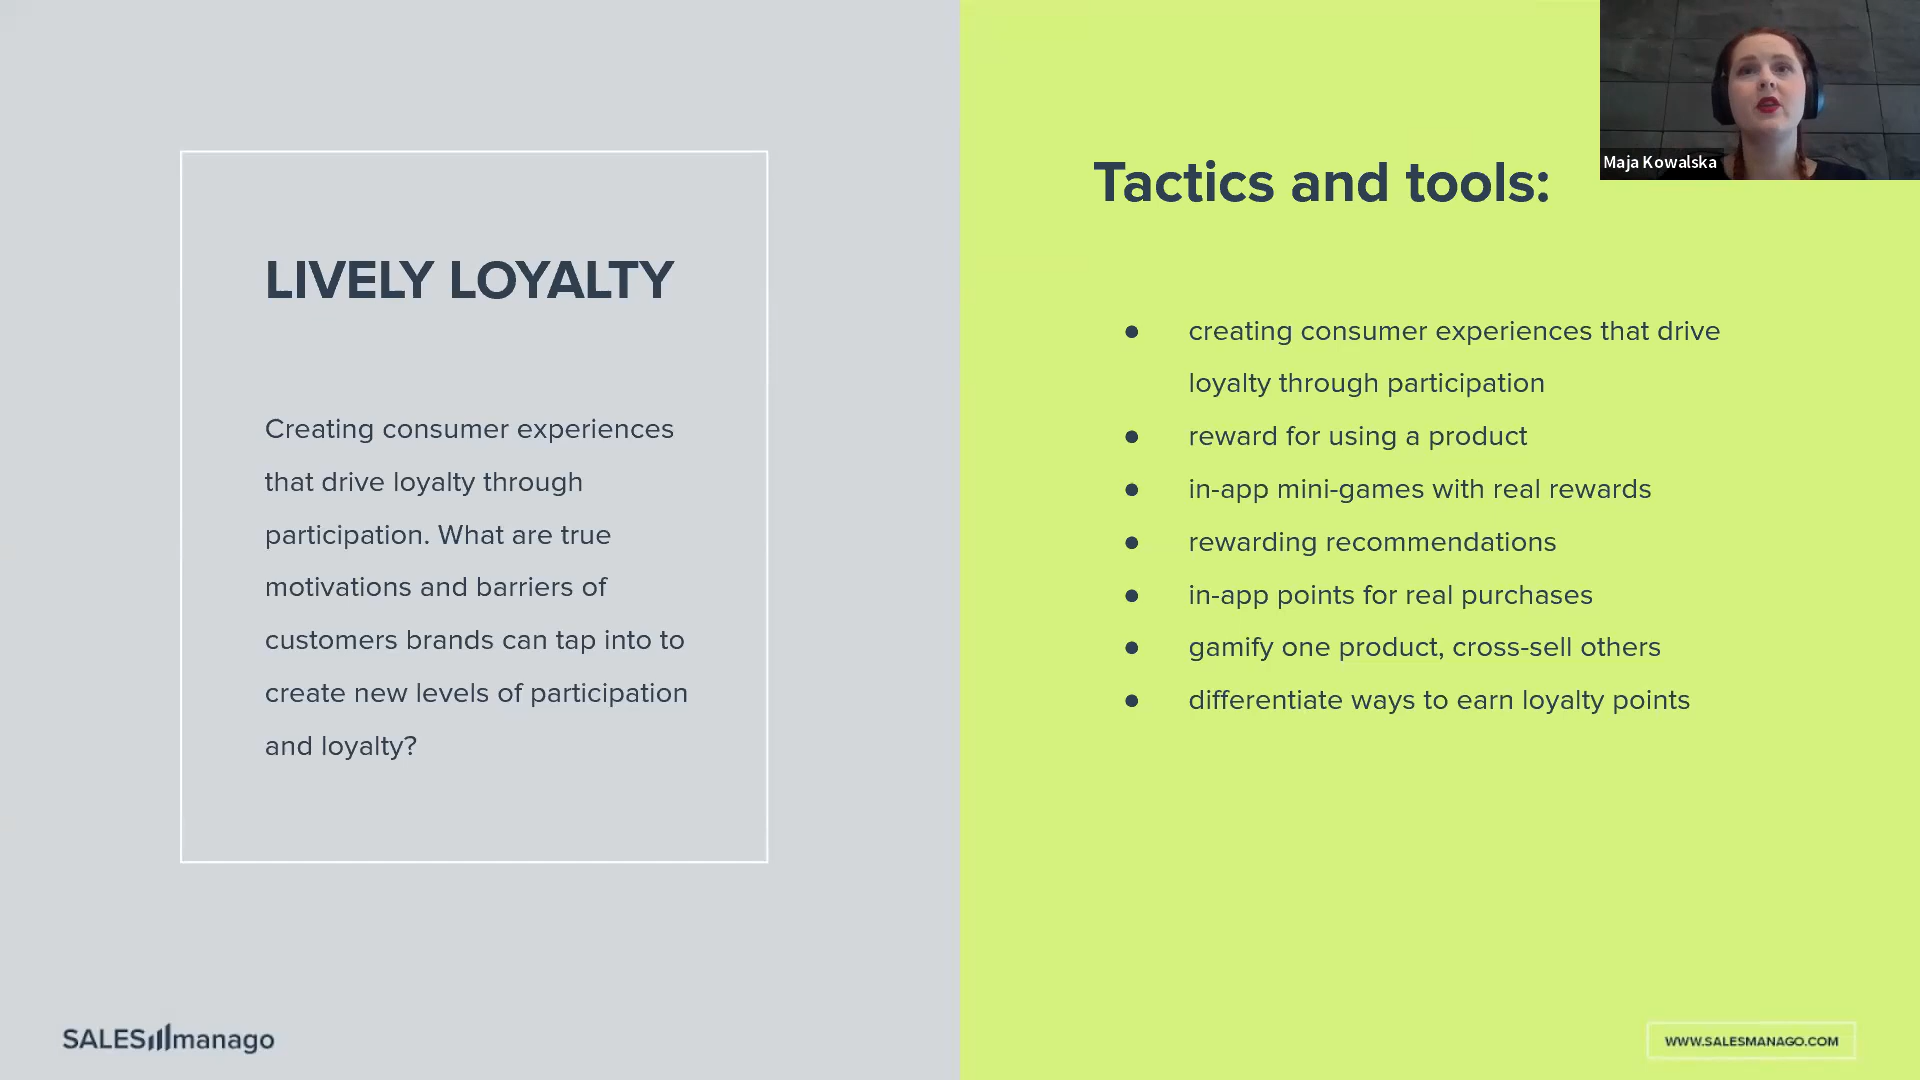 LIVELY LOYALTY
Creating consumer experiences
that drive loyalty through
participation. What are true
motivations and barriers of
customers brands can tap into to
create new levels of participation
and loyalty?
Tactics and tools:
● creating consumer experiences that drive
loyalty through participation
● reward for using a product
● in-app mini-games with real rewards
● rewarding recommendations
● in-app points for real purchases
● gamify one product, cross-sell others
● differentiate ways to earn loyalty points
Maja Kowalska
SALESmanago
WWW.SALESMANAGO.COM